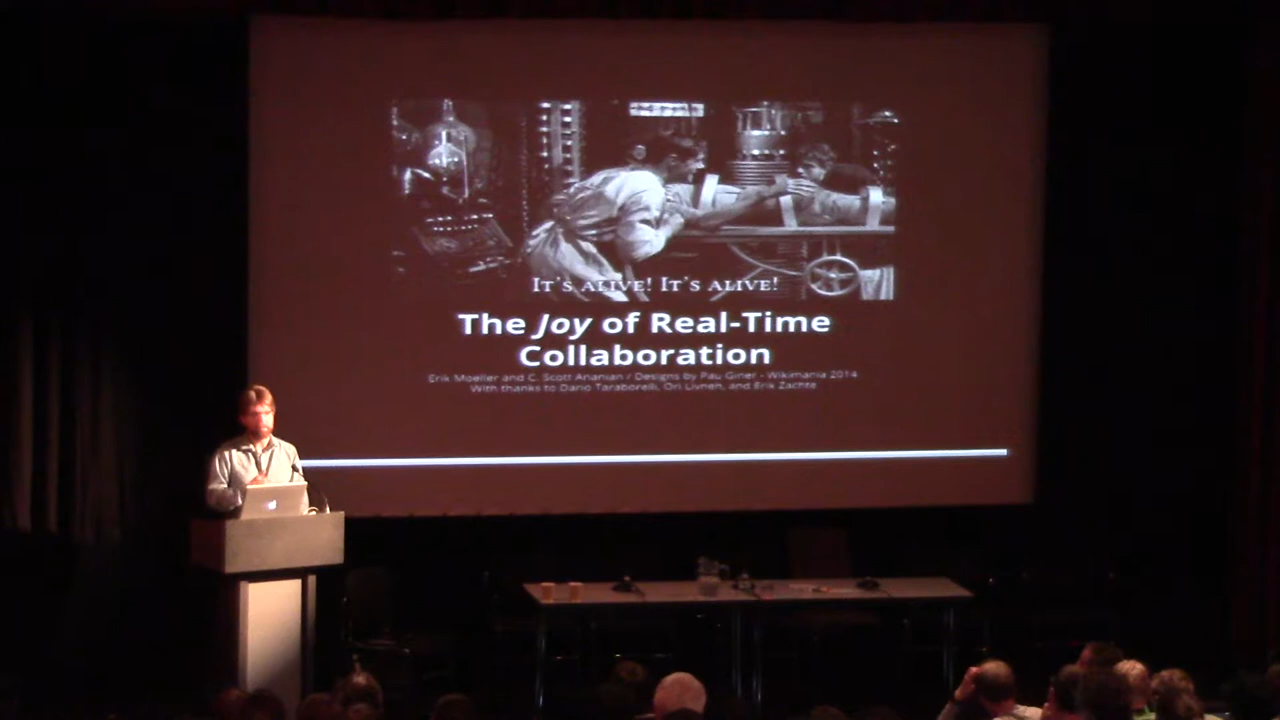 IT'S ALIVE! IT'S ALIVE!
The Joy of Real-Time
Collaboration
Erik Moeller and C. Scott Ananian / Designs by Pau Giner - Wikimania 2014
With thanks to Dario Taraborelli, Ori Livneh, and Erik Zachte